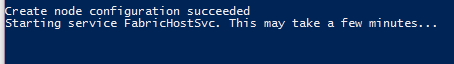 Create node configuration succeeded
Starting service FabricHostSvc. This may take a few minutes...